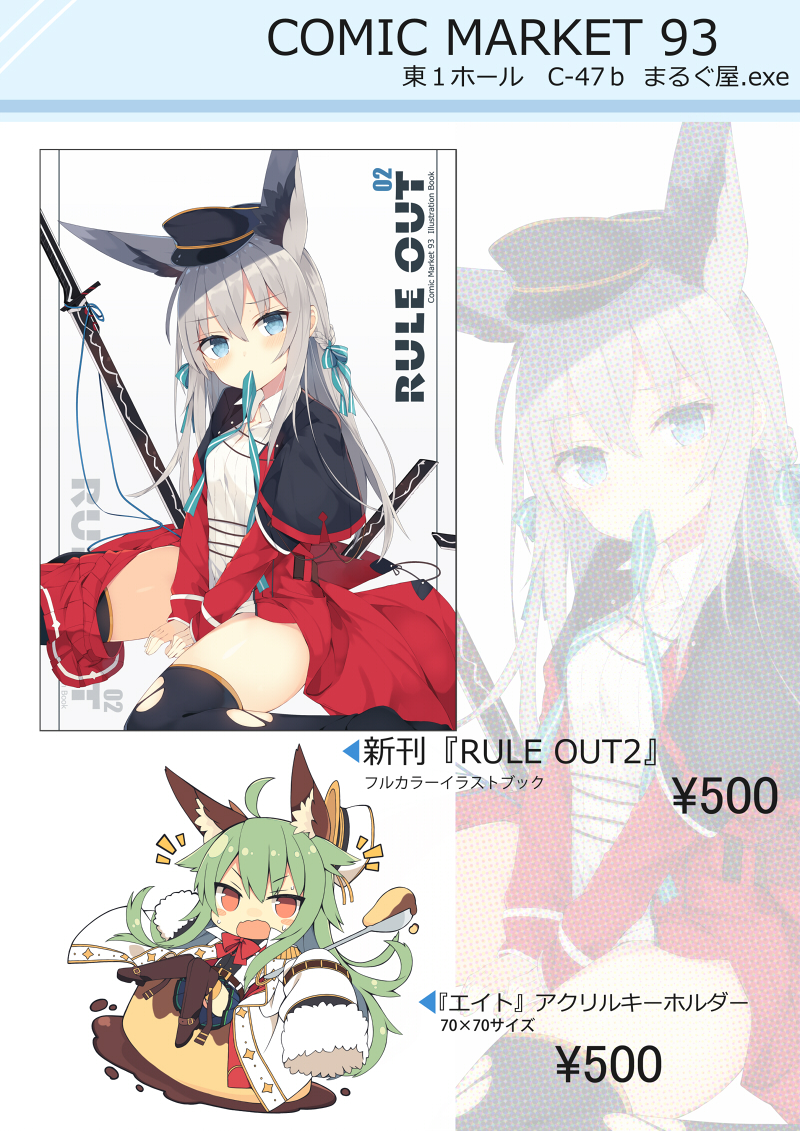 COMIC MARKET 93
東1ホール C-47b まるぐ屋.exe
02
RULE OUT
Comic Market 93 Illustration Book
新刊『RULE OUT2』
フルカラーイラストブック
¥500
『エイト』アクリルキーホルダー
70×70サイズ
¥500
RU
T
02
Book